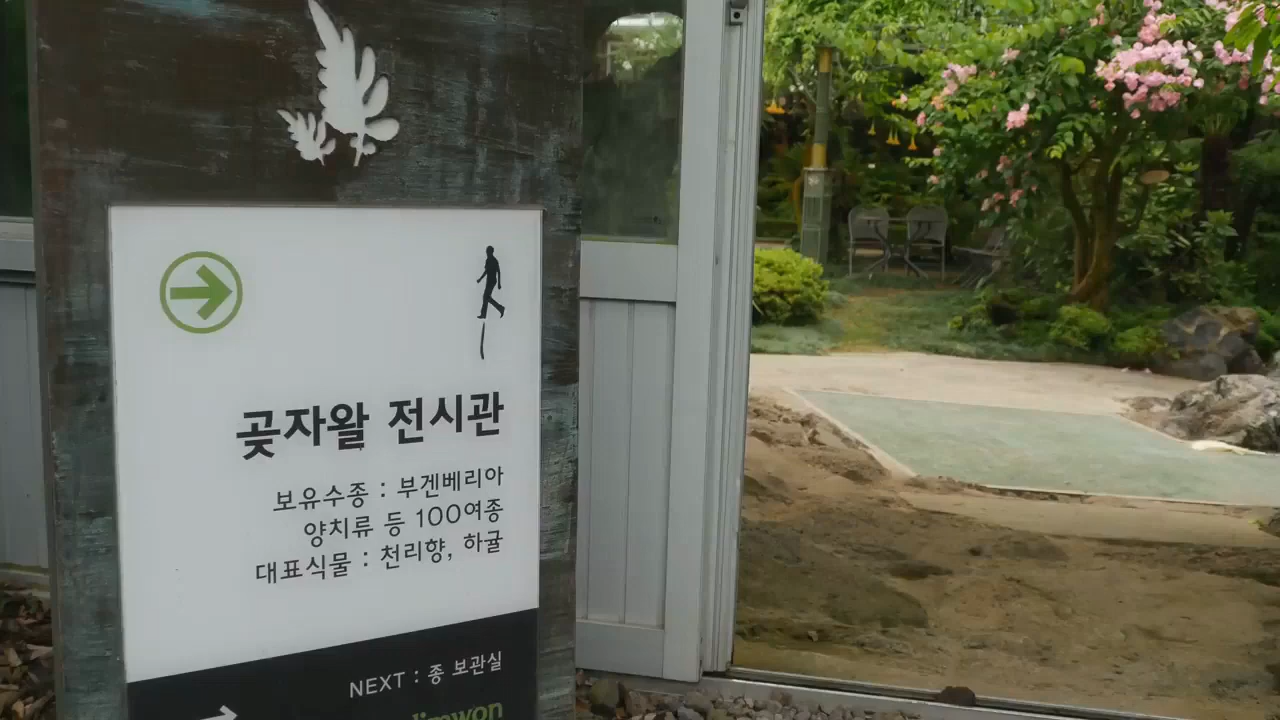 곶자왈 전시관
보유수종 : 부겐베리아
양치류 등 100여종
대표식물 : 천리향, 하귤
NEXT : 종 보관실